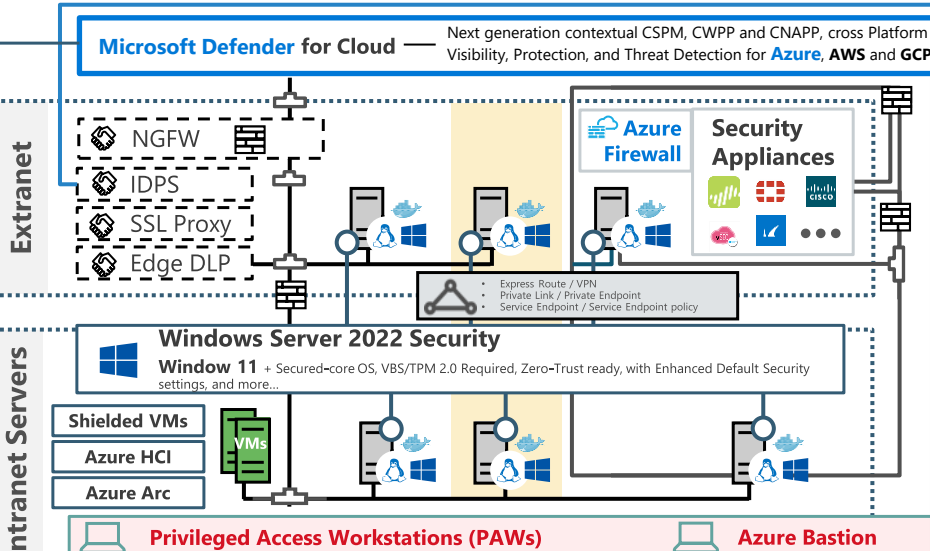 Microsoft Defender for Cloud
Next generation contextual CSPM, CWPP and CNAPP, cross Platform
Visibility, Protection, and Threat Detection for Azure, AWS and GCP
Extranet
NGFW
IDPS
SSL Proxy
Edge DLP
Azure
Firewall
Security
Appliances
CISCO
• Express Route / VPN
• Private Link / Private Endpoint
• Service Endpoint / Service Endpoint policy
Windows Server 2022 Security
Window 11 + Secured-core OS, VBS/TPM 2.0 Required, Zero-Trust ready, with Enhanced Default Security
settings, and more...
ntranet Servers
Shielded VMs
Azure HCI
Azure Arc
VMs
Privileged Access Workstations (PAWs)
Azure Bastion